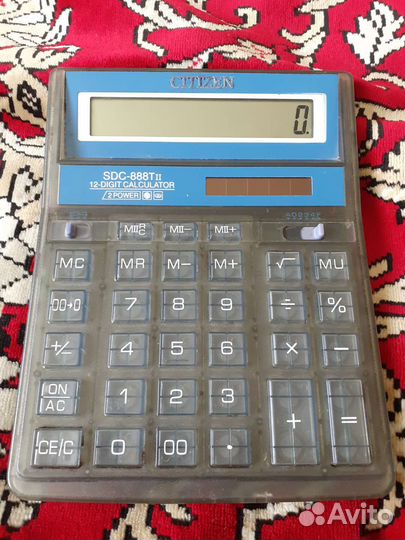 CITIZEN
0.
SDC-888TII
12-DIGIT CALCULATOR
2 POWER
MIIRC MII− MII+
MC MR M− M+ √ MU
00→0 7 8 9 ÷ %
+/− 4 5 6 × −
ON
AC 1 2 3 + =
CE/C 0 00 •
Avito